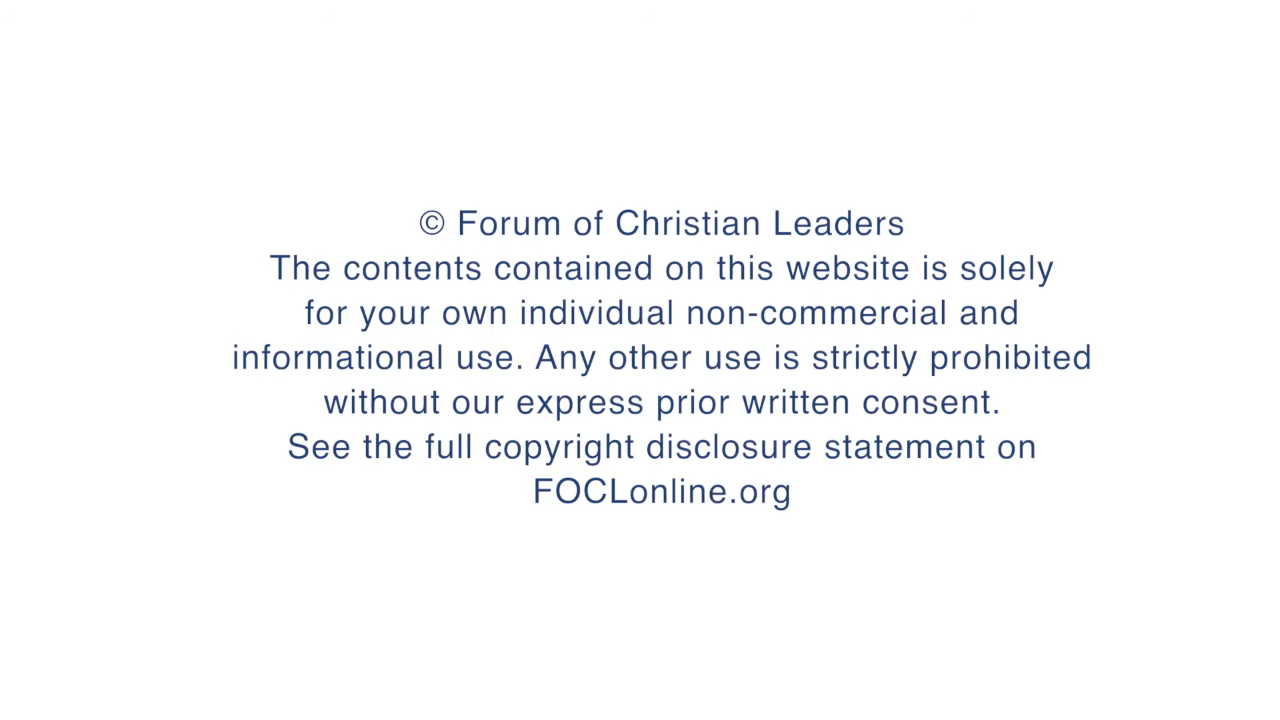 © Forum of Christian Leaders
The contents contained on this website is solely
for your own individual non-commercial and
informational use. Any other use is strictly prohibited
without our express prior written consent.
See the full copyright disclosure statement on
FOCLonline.org